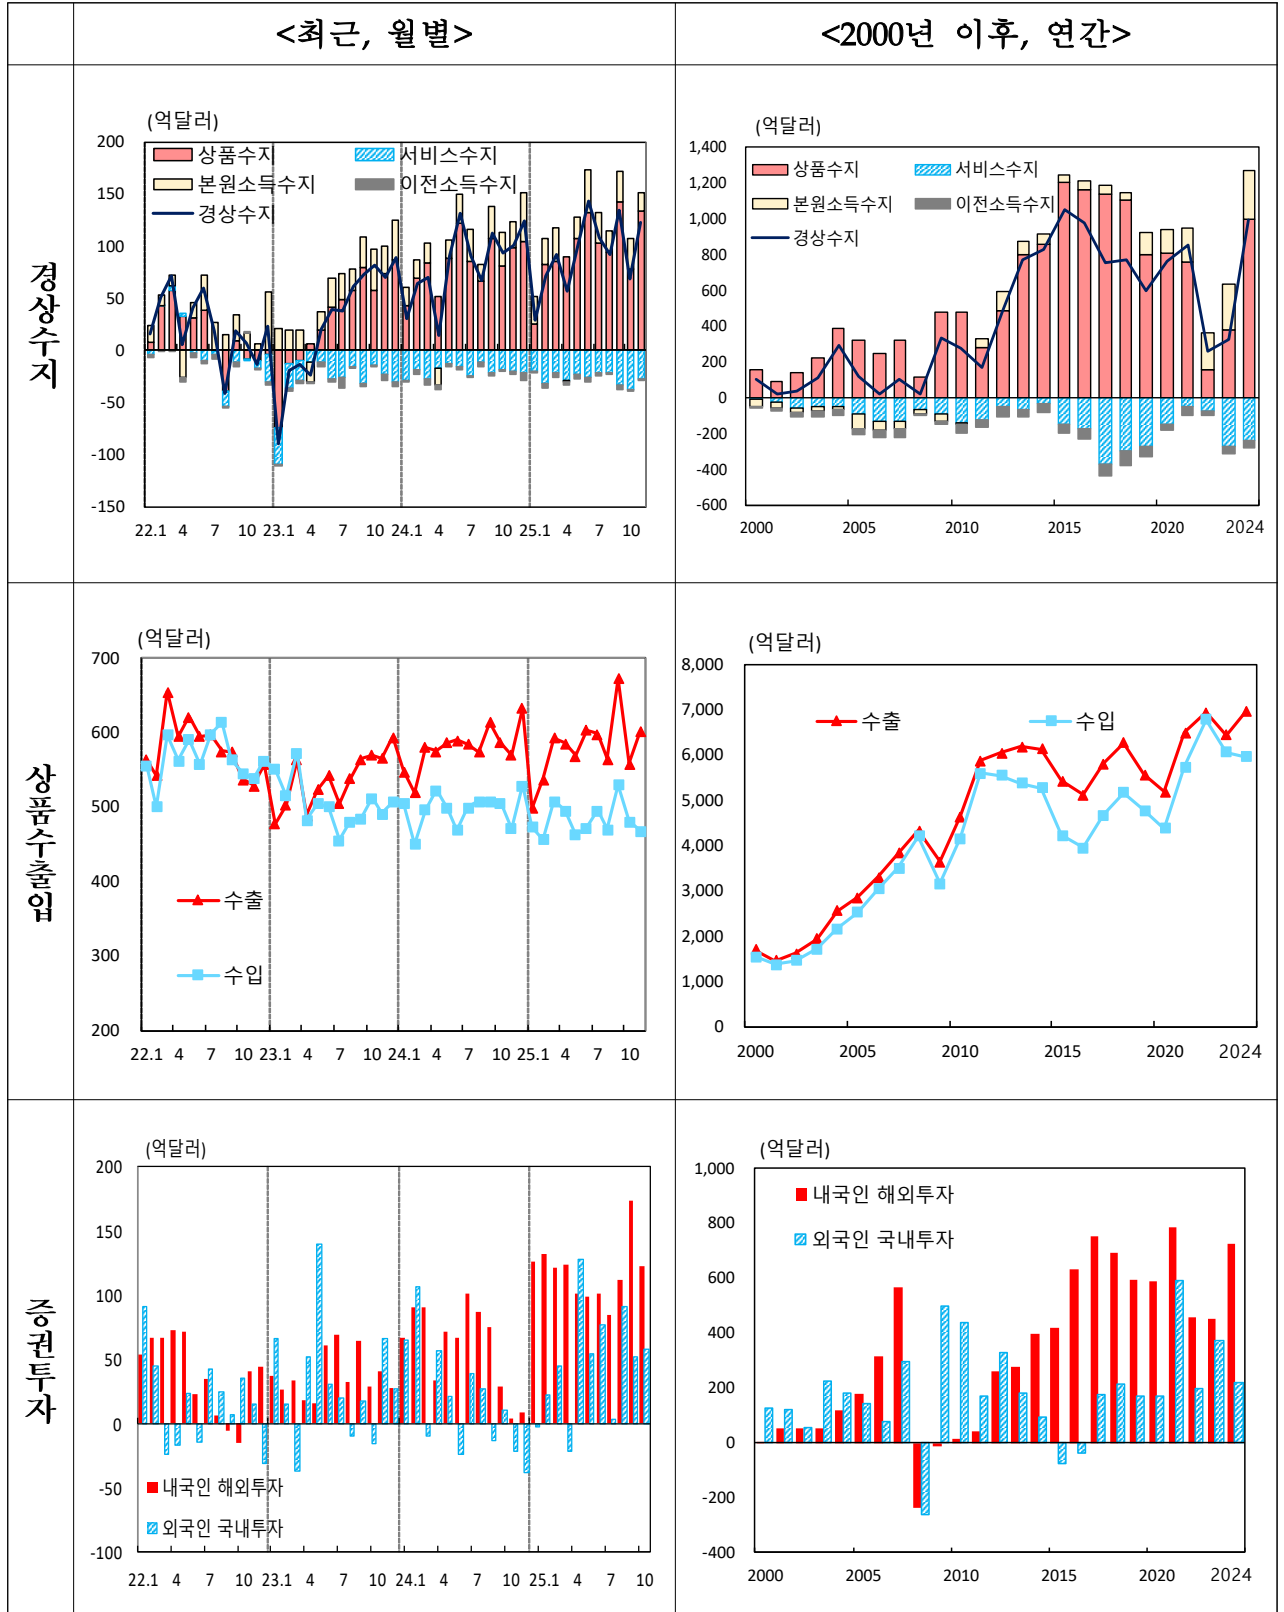 <최근, 월별>
<2000년 이후, 연간>
경상수지
(억달러)
200
150
100
50
0
-50
-100
-150
상품수지
서비스수지
본원소득수지
이전소득수지
경상수지
22.1 4 7 10 23.1 4 7 10 24.1 4 7 10 25.1 4 7 10
(억달러)
1,400
1,200
1,000
800
600
400
200
0
-200
-400
-600
상품수지
서비스수지
본원소득수지
이전소득수지
경상수지
2000 2005 2010 2015 2020 2024
상품수출입
(억달러)
700
600
500
400
300
200
수출
수입
22.1 4 7 10 23.1 4 7 10 24.1 4 7 10 25.1 4 7 10
(억달러)
8,000
7,000
6,000
5,000
4,000
3,000
2,000
1,000
0
수출
수입
2000 2005 2010 2015 2020 2024
증권투자
(억달러)
200
150
100
50
0
-50
-100
내국인 해외투자
외국인 국내투자
22.1 4 7 10 23.1 4 7 10 24.1 4 7 10 25.1 4 7 10
(억달러)
1,000
800
600
400
200
0
-200
-400
내국인 해외투자
외국인 국내투자
2000 2005 2010 2015 2020 2024